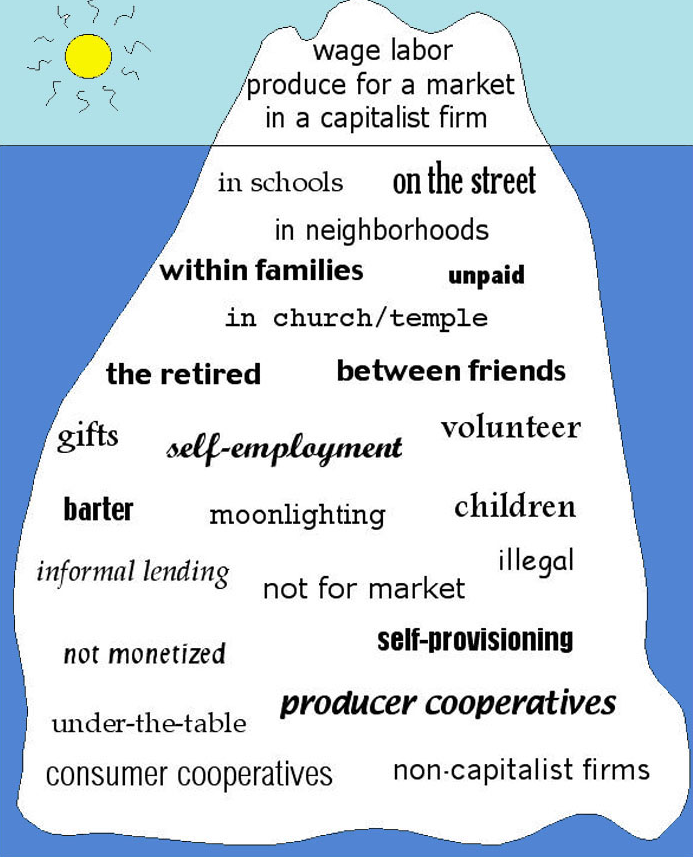 wage labor
produce for a market
in a capitalist firm
in schools on the street
in neighborhoods
within families unpaid
in church/temple
the retired between friends
gifts self-employment volunteer
barter moonlighting children
informal lending not for market illegal
not monetized self-provisioning
under-the-table producer cooperatives
consumer cooperatives non-capitalist firms